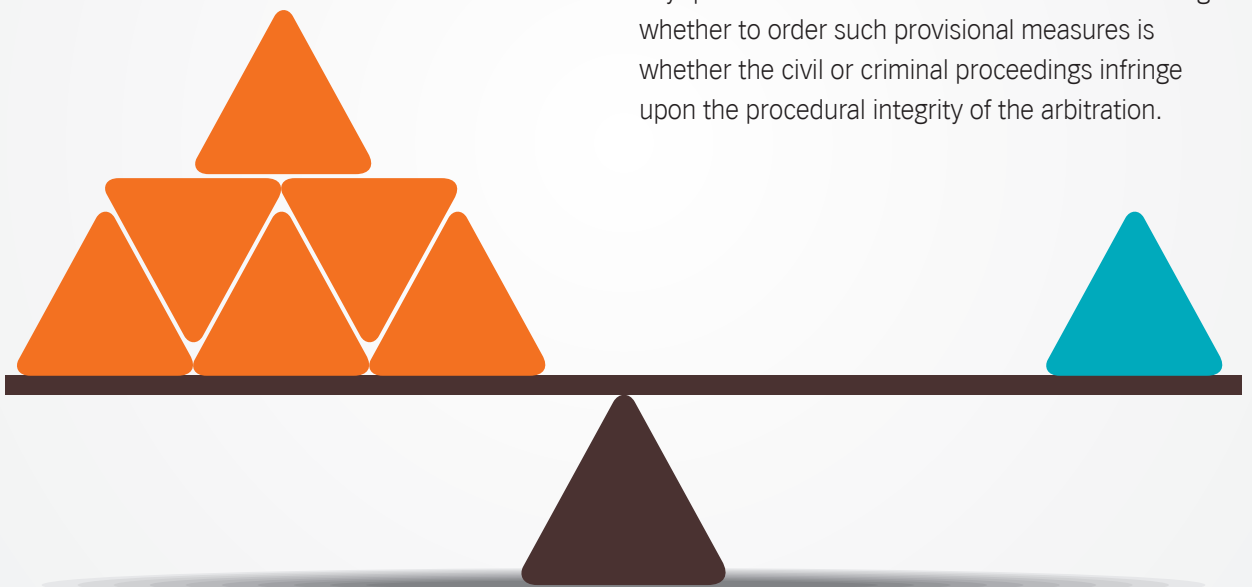 whether to order such provisional measures is
whether the civil or criminal proceedings infringe
upon the procedural integrity of the arbitration.